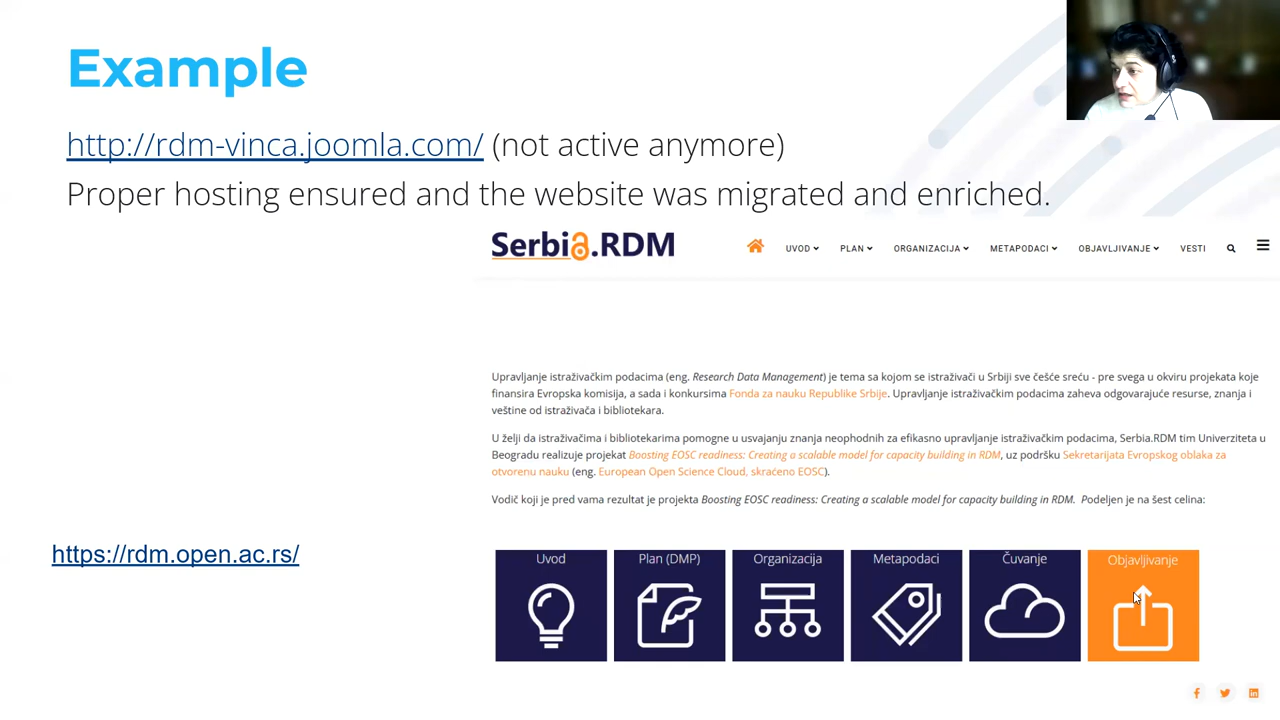 Example
http://rdm-vinca.joomla.com/ (not active anymore)
Proper hosting ensured and the website was migrated and enriched.
Serbia.RDM
UVOD PLAN ORGANIZACIJA METAPODACI OBJAVLJIVANJE VESTI
Upravljanje istraživačkim podacima (eng. Research Data Management) je tema sa kojom se istraživači u Srbiji sve češće sreću - pre svega u okviru projekata koje
finansira Evropska komisija, a sada i konkursima Fonda za nauku Republike Srbije. Upravljanje istraživačkim podacima zaheva odgovarajuće resurse, znanja i
veštine od istraživača i bibliotekara.
U želji da istraživačima i bibliotekarima pomogne u usvajanju znanja neophodnih za efikasno upravljanje istraživačkim podacima, Serbia.RDM tim Univerziteta u
Beogradu realizuje projekat Boosting EOSC readiness: Creating a scalable model for capacity building in RDM, uz podršku Sekretarijata Evropskog oblaka za
otvorenu nauku (eng. European Open Science Cloud, skraćeno EOSC).
Vodič koji je pred vama rezultat je projekta Boosting EOSC readiness: Creating a scalable model for capacity building in RDM. Podeljen je na šest celina:
https://rdm.open.ac.rs/
Uvod Plan (DMP) Organizacija Metapodaci Čuvanje Objavljivanje